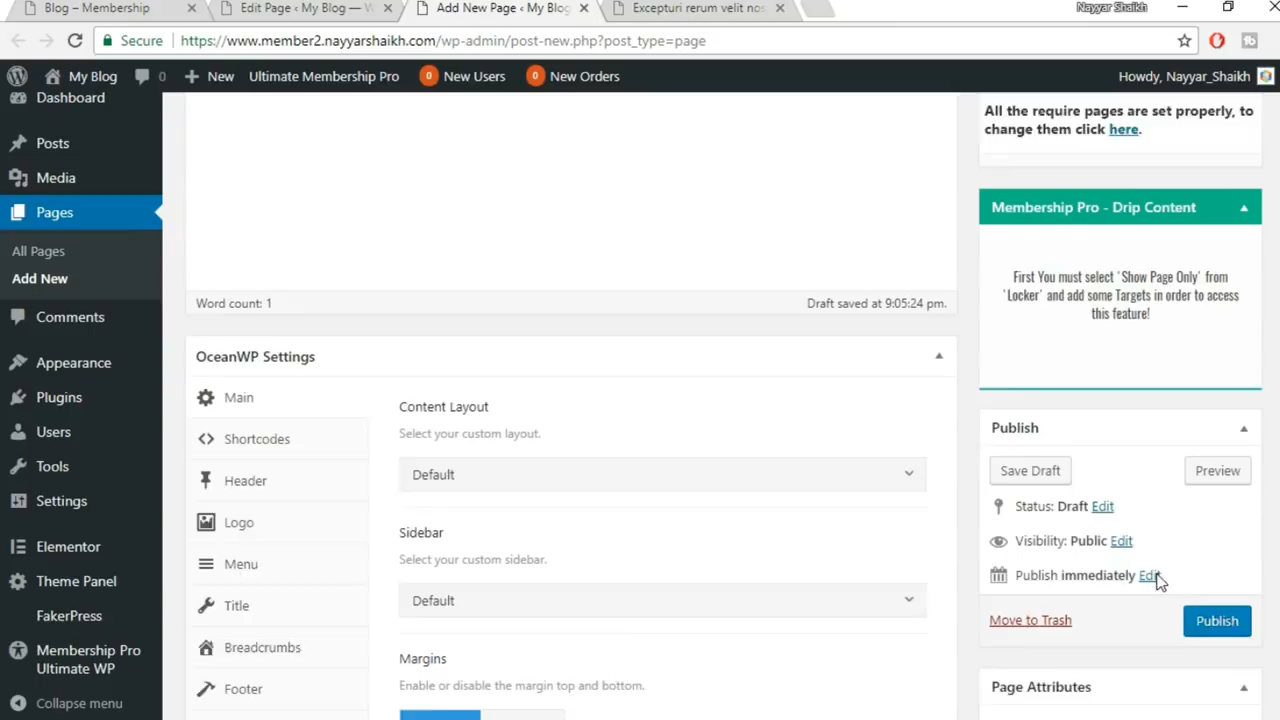 Blog – Membership
Edit Page ‹ My Blog —
Add New Page ‹ My Blog
Excepturi rerum velit nos
Nayyar Shaikh
Secure
https://www.member2.nayyarshaikh.com/wp-admin/post-new.php?post_type=page
My Blog
0
New
Ultimate Membership Pro
0 New Users
0 New Orders
Howdy, Nayyar_Shaikh
Dashboard
Posts
Media
Pages
All Pages
Add New
Comments
Appearance
Plugins
Users
Tools
Settings
Elementor
Theme Panel
FakerPress
Membership Pro
Ultimate WP
Collapse menu
Word count: 1
Draft saved at 9:05:24 pm.
OceanWP Settings
Main
Shortcodes
Header
Logo
Menu
Title
Breadcrumbs
Footer
Content Layout
Select your custom layout.
Default
Sidebar
Select your custom sidebar.
Default
Margins
Enable or disable the margin top and bottom.
All the require pages are set properly, to
change them click here.
Membership Pro - Drip Content
First You must select 'Show Page Only' from
'Locker' and add some Targets in order to access
this feature!
Publish
Save Draft
Preview
Status: Draft Edit
Visibility: Public Edit
Publish immediately Edit
Move to Trash
Publish
Page Attributes